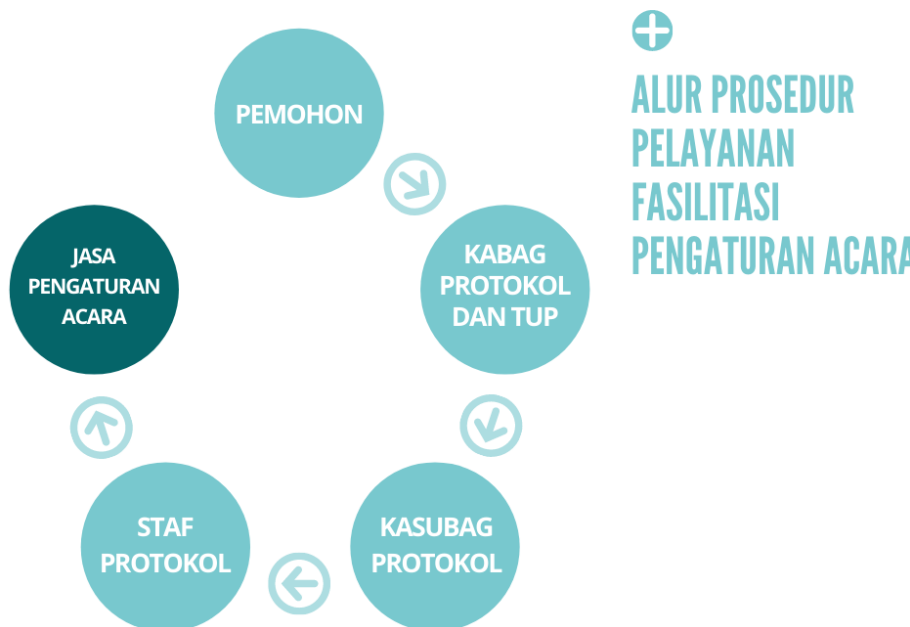 ALUR PROSEDUR
PELAYANAN
FASILITASI
PENGATURAN ACARA
PEMOHON
KABAG
PROTOKOL
DAN TUP
KASUBAG
PROTOKOL
STAF
PROTOKOL
JASA
PENGATURAN
ACARA